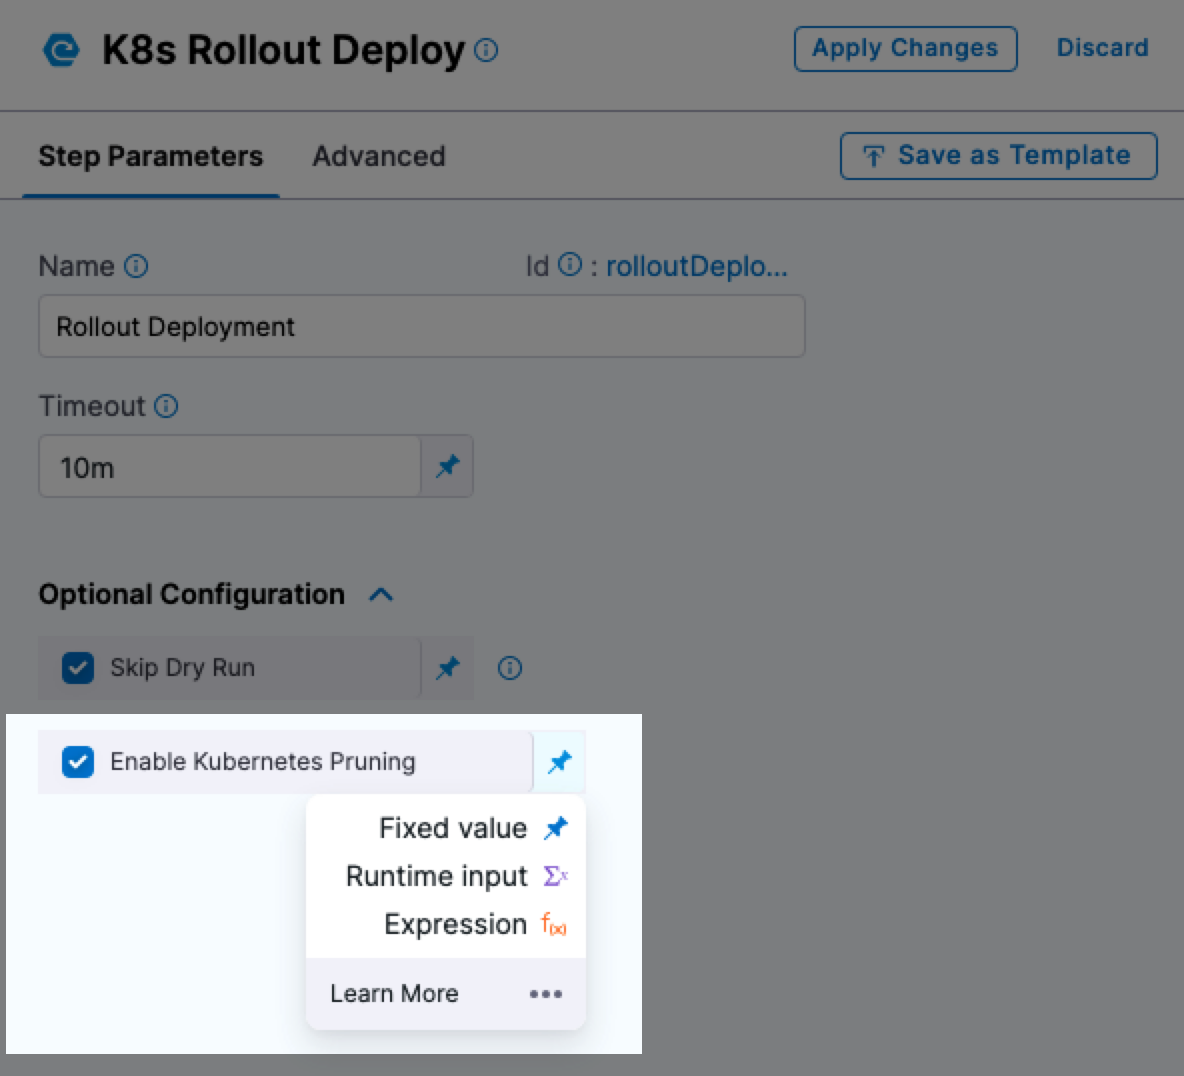 K8s Rollout Deploy
Apply Changes
Discard
Step Parameters
Advanced
Save as Template
Name
Id : rolloutDeplo...
Rollout Deployment
Timeout
10m
Optional Configuration
Skip Dry Run
Enable Kubernetes Pruning
Fixed value
Runtime input Σx
Expression f(x)
Learn More